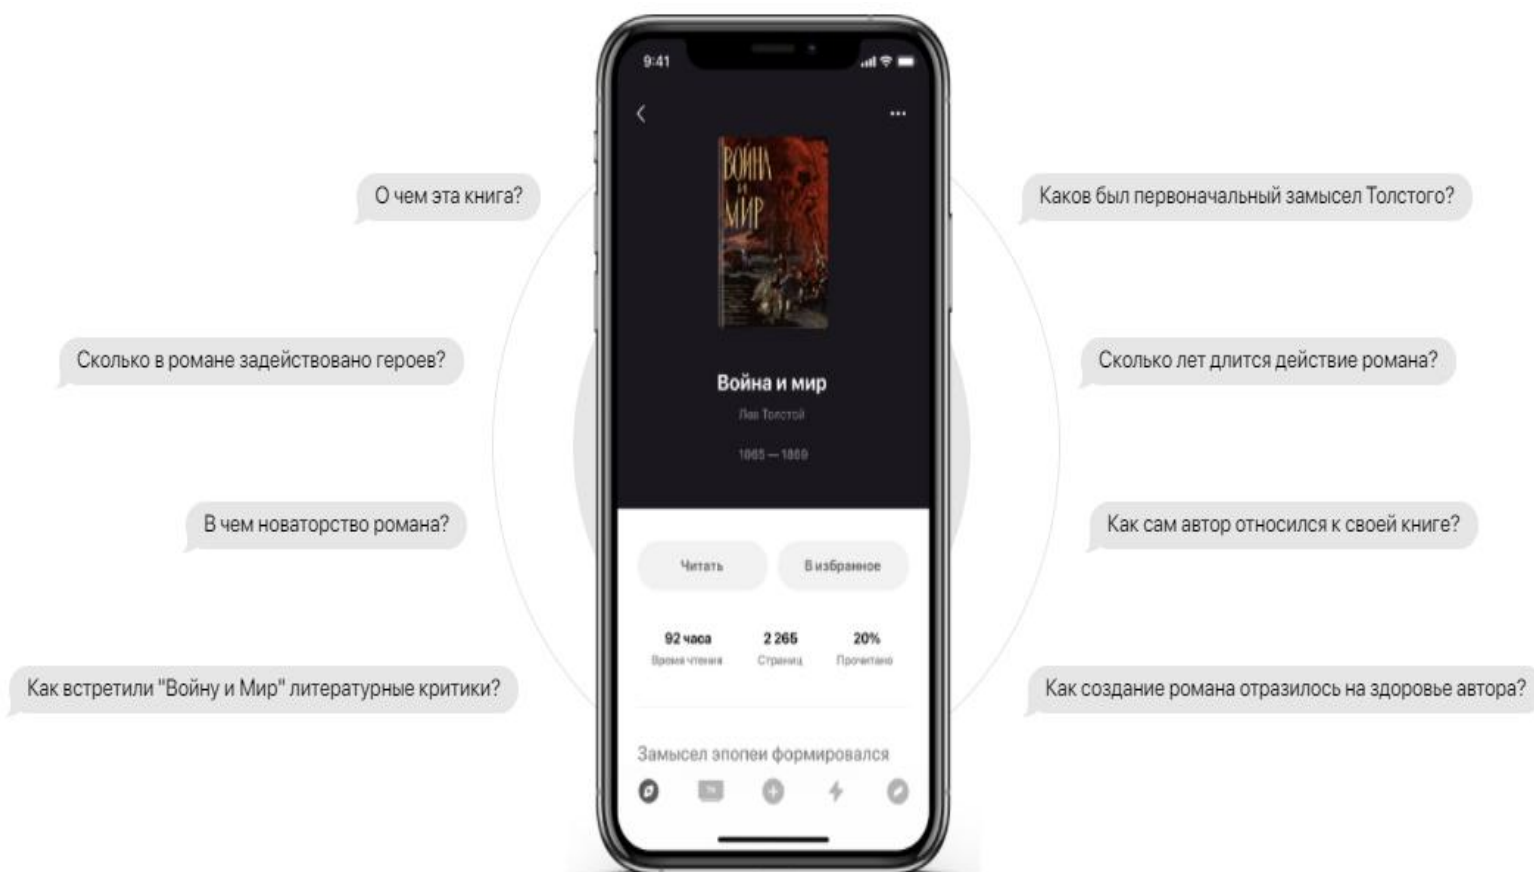 9:41
О чем эта книга?
Каков был первоначальный замысел Толстого?
ВОЙНА
И
МИР
Сколько в романе задействовано героев?
Сколько лет длится действие романа?
Война и мир
Лев Толстой
1865 — 1869
В чем новаторство романа?
Как сам автор относился к своей книге?
Читать
В избранное
92 часа
2 265
20%
Время чтения
Страниц
Прочитано
Как встретили "Войну и Мир" литературные критики?
Как создание романа отразилось на здоровье автора?
Замысел эпопеи формировался